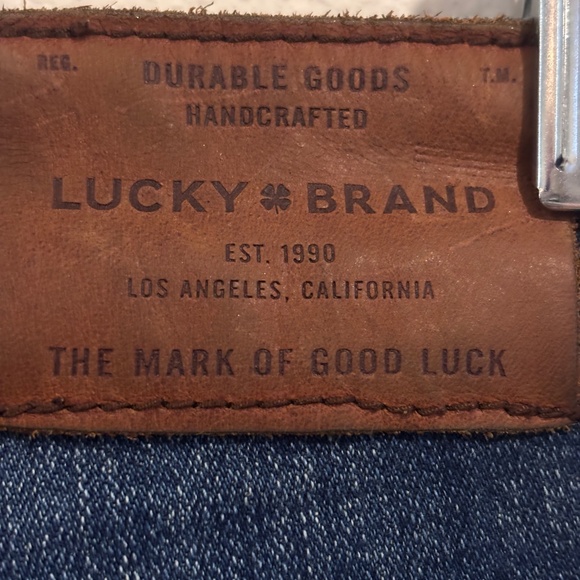 REG. DURABLE GOODS T.M.
HANDCRAFTED
LUCKY BRAND
EST. 1990
LOS ANGELES, CALIFORNIA
THE MARK OF GOOD LUCK